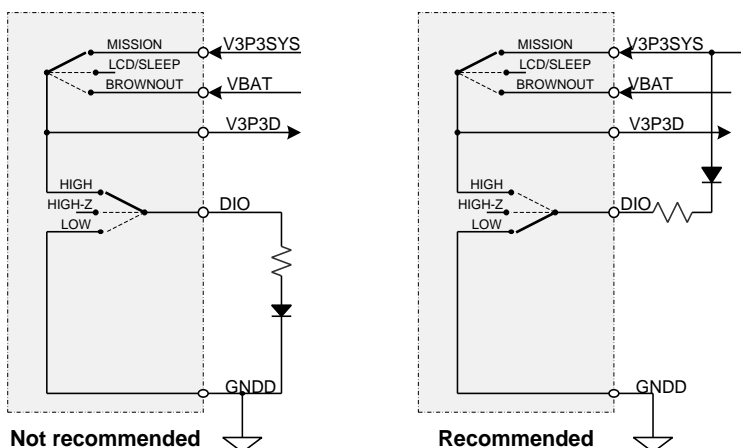 MISSION
V3P3SYS
LCD/SLEEP
BROWNOUT
VBAT
V3P3D
HIGH
HIGH-Z
DIO
LOW
GNDD
Not recommended
MISSION
V3P3SYS
LCD/SLEEP
BROWNOUT
VBAT
V3P3D
HIGH
HIGH-Z
DIO
LOW
GNDD
Recommended